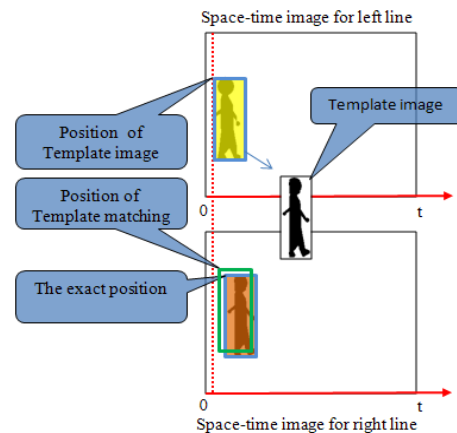 Space-time image for left line
Position of
Template image
Template image
0
t
Position of
Template matching
The exact position
0
t
Space-time image for right line